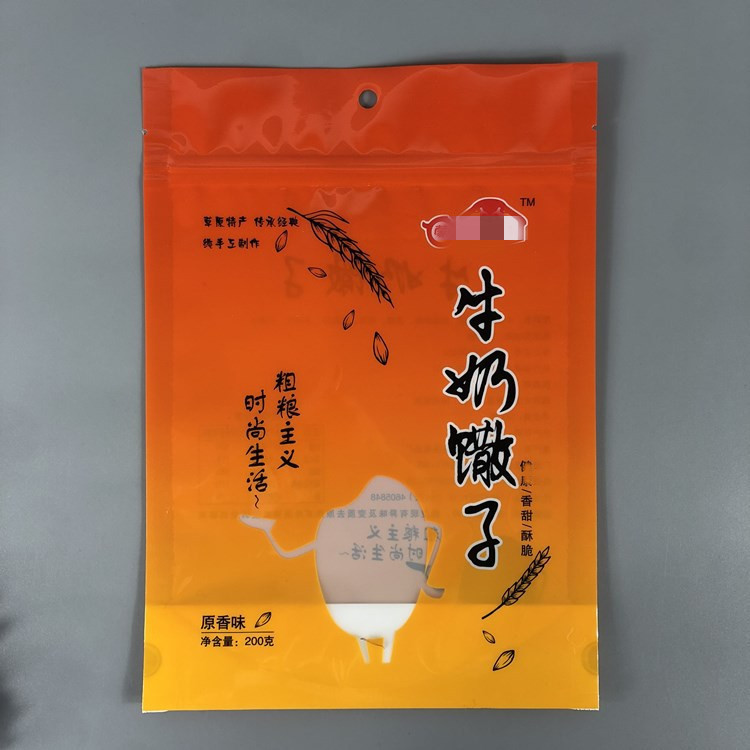 草原特产 传承经典
纯手工制作
TM
牛奶馓子
香甜/酥脆
粗粮主义
时尚生活~
4605848
原香味
净含量：200克